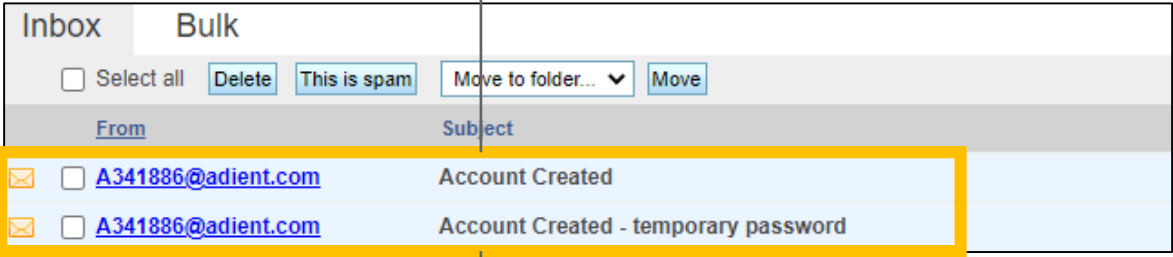 Inbox Bulk
Select all Delete This is spam Move to folder... Move
From Subject
A341886@adient.com Account Created
A341886@adient.com Account Created - temporary password